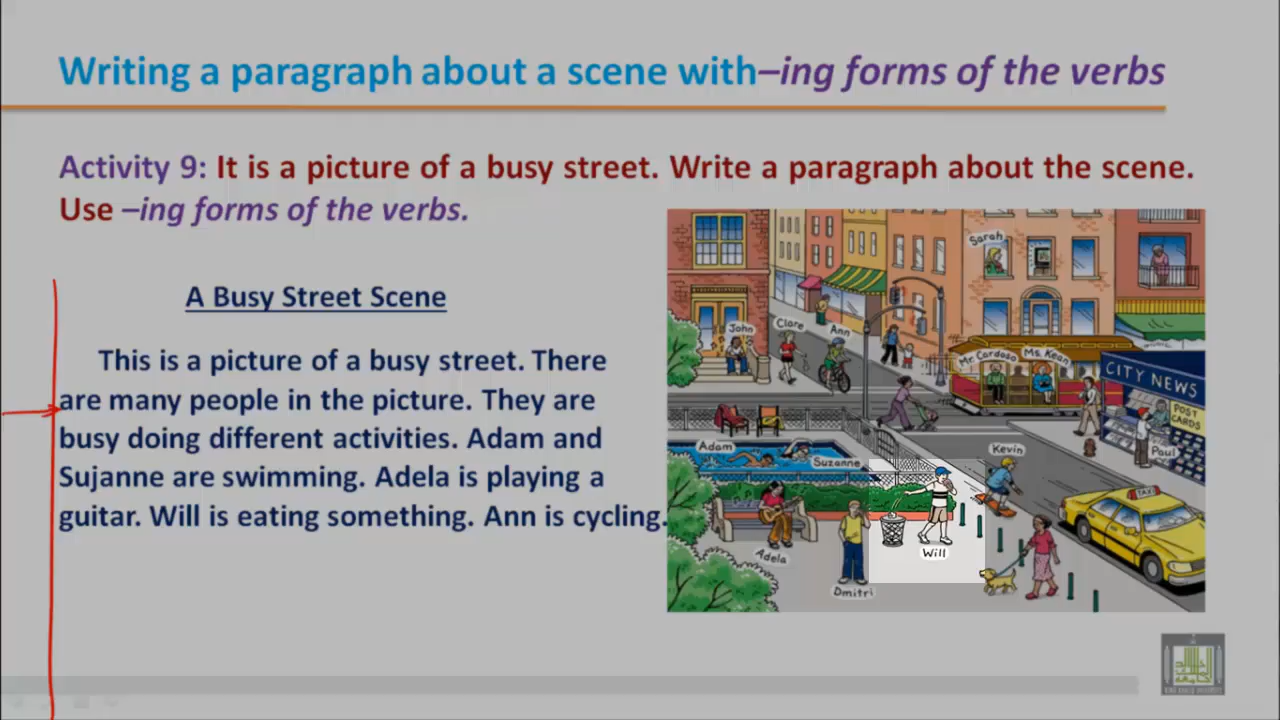 Writing a paragraph about a scene with–ing forms of the verbs
Activity 9: It is a picture of a busy street. Write a paragraph about the scene.
Use –ing forms of the verbs.
A Busy Street Scene
This is a picture of a busy street. There
are many people in the picture. They are
busy doing different activities. Adam and
Sujanne are swimming. Adela is playing a
guitar. Will is eating something. Ann is cycling.
Sarah
John
Clare
Ann
Mr. Cardoso
Ms. Kean
CITY NEWS
POST
CARDS
Paul
Adam
Suzanne
Kevin
TAXI
Adela
Will
Dmitri